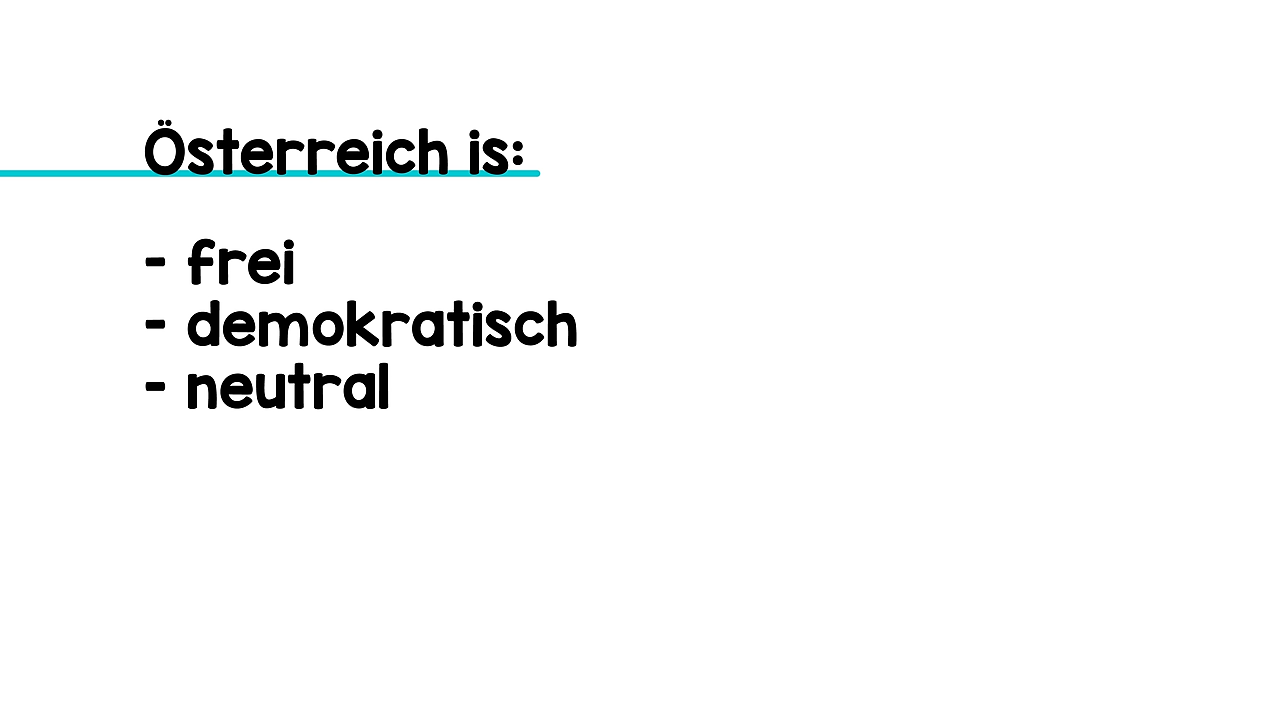 Österreich is:
- frei
- demokratisch
- neutral